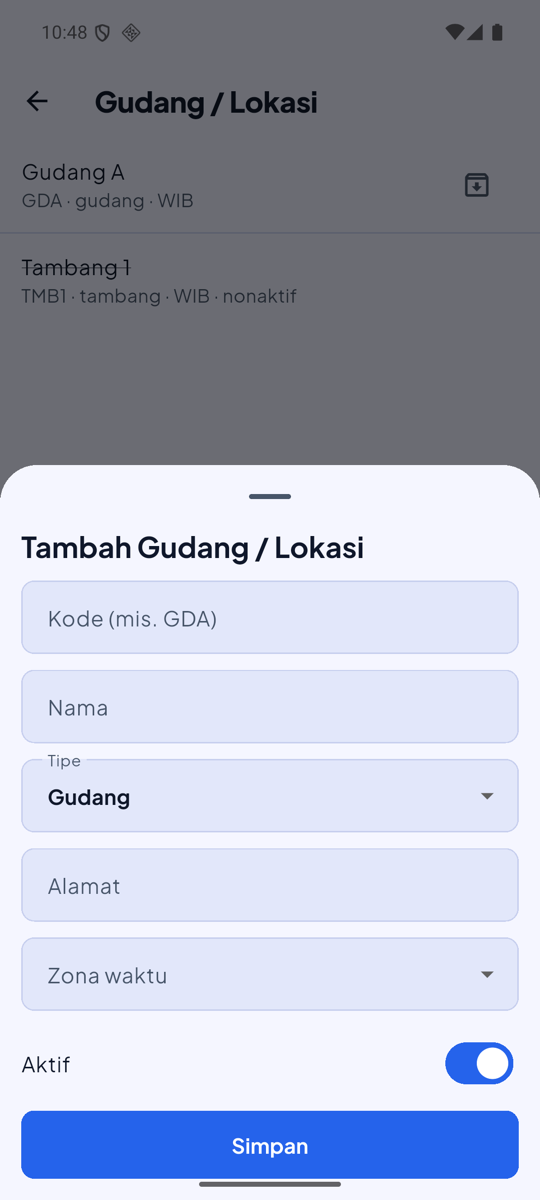 10:48
Gudang / Lokasi
Gudang A
GDA · gudang · WIB
Tambang 1
TMB1 · tambang · WIB · nonaktif
Tambah Gudang / Lokasi
Kode (mis. GDA)
Nama
Tipe
Gudang
Alamat
Zona waktu
Aktif
Simpan